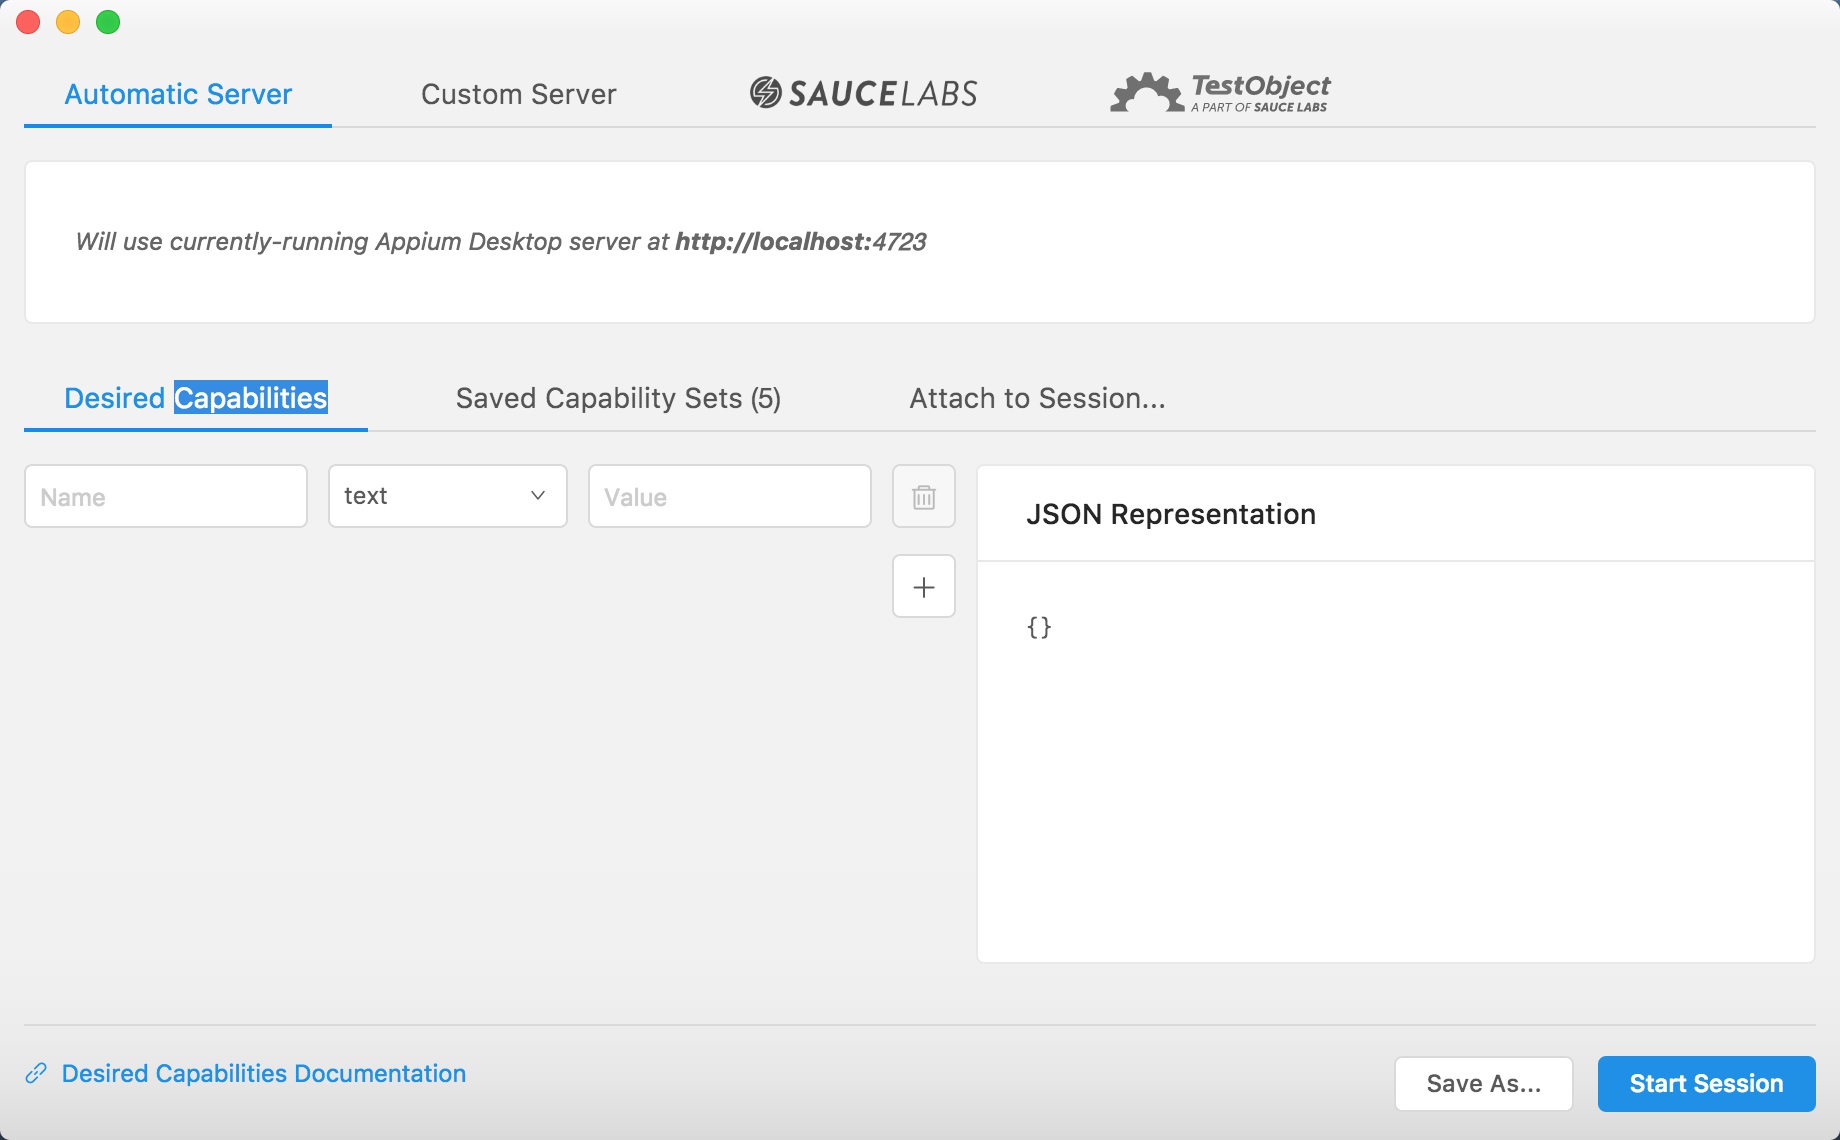 Automatic Server
Custom Server
SAUCELABS
TestObject
A PART OF SAUCE LABS
Will use currently-running Appium Desktop server at http://localhost:4723
Desired Capabilities
Saved Capability Sets (5)
Attach to Session...
Name
text
Value
JSON Representation
{}
Desired Capabilities Documentation
Save As...
Start Session